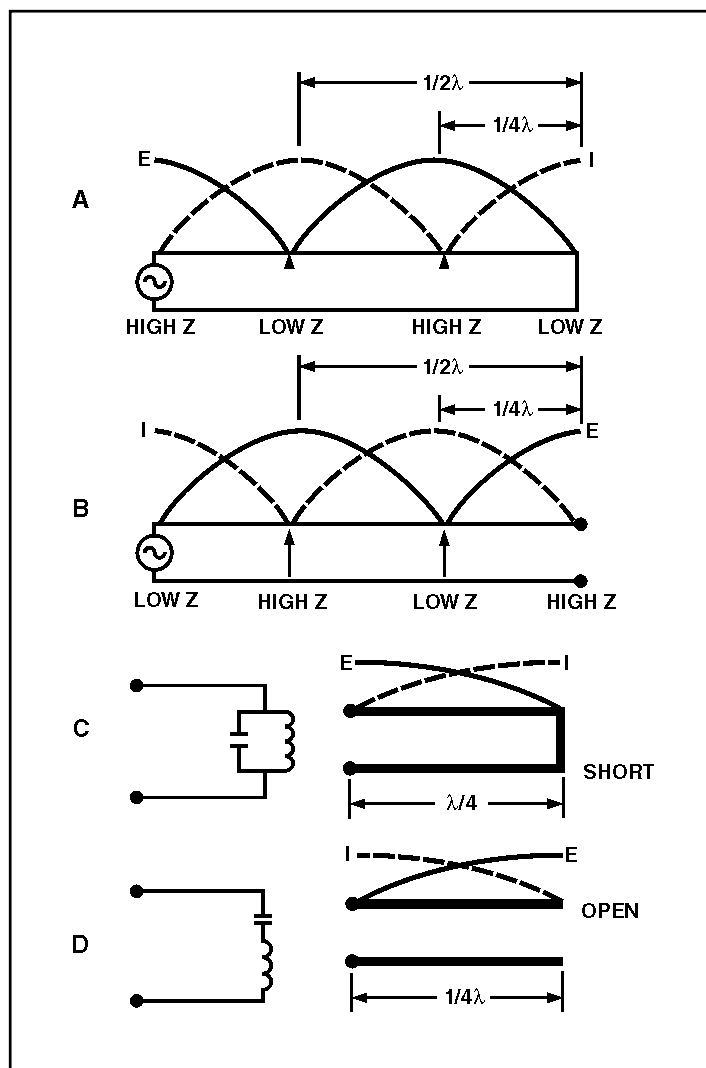 1/2λ
1/4λ
E
I
A
HIGH Z LOW Z HIGH Z LOW Z
1/2λ
1/4λ
I
E
B
LOW Z HIGH Z LOW Z HIGH Z
E
I
C
SHORT
λ/4
I
E
OPEN
D
1/4λ